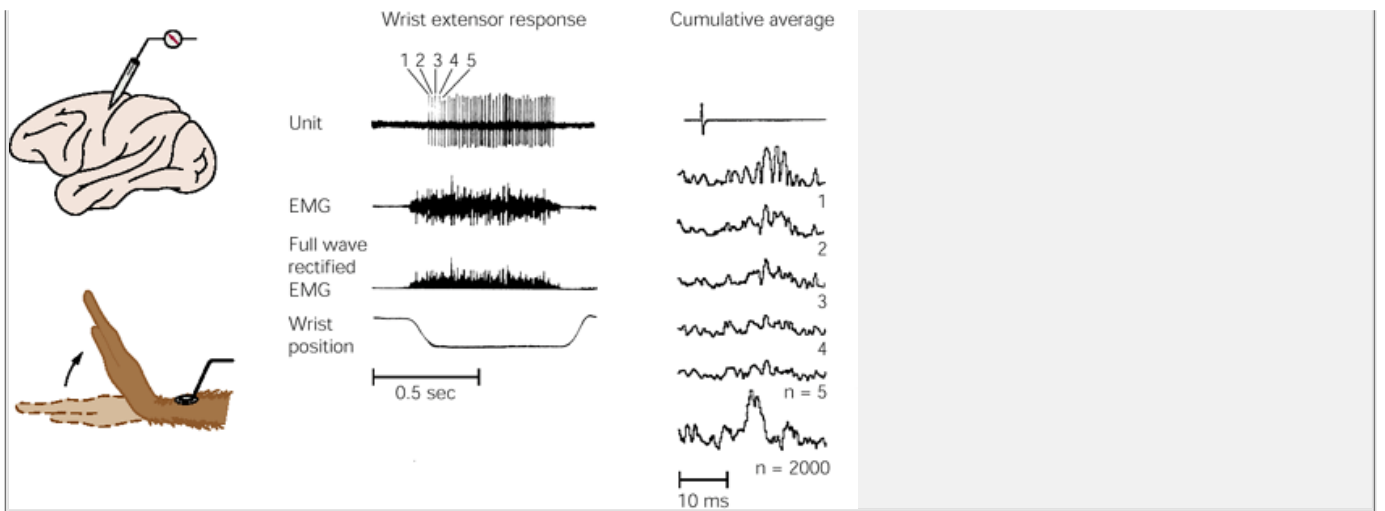 Wrist extensor response
Cumulative average
1 2 3 4 5
Unit
EMG
Full wave
rectified
EMG
Wrist
position
0.5 sec
1
2
3
4
n = 5
n = 2000
10 ms